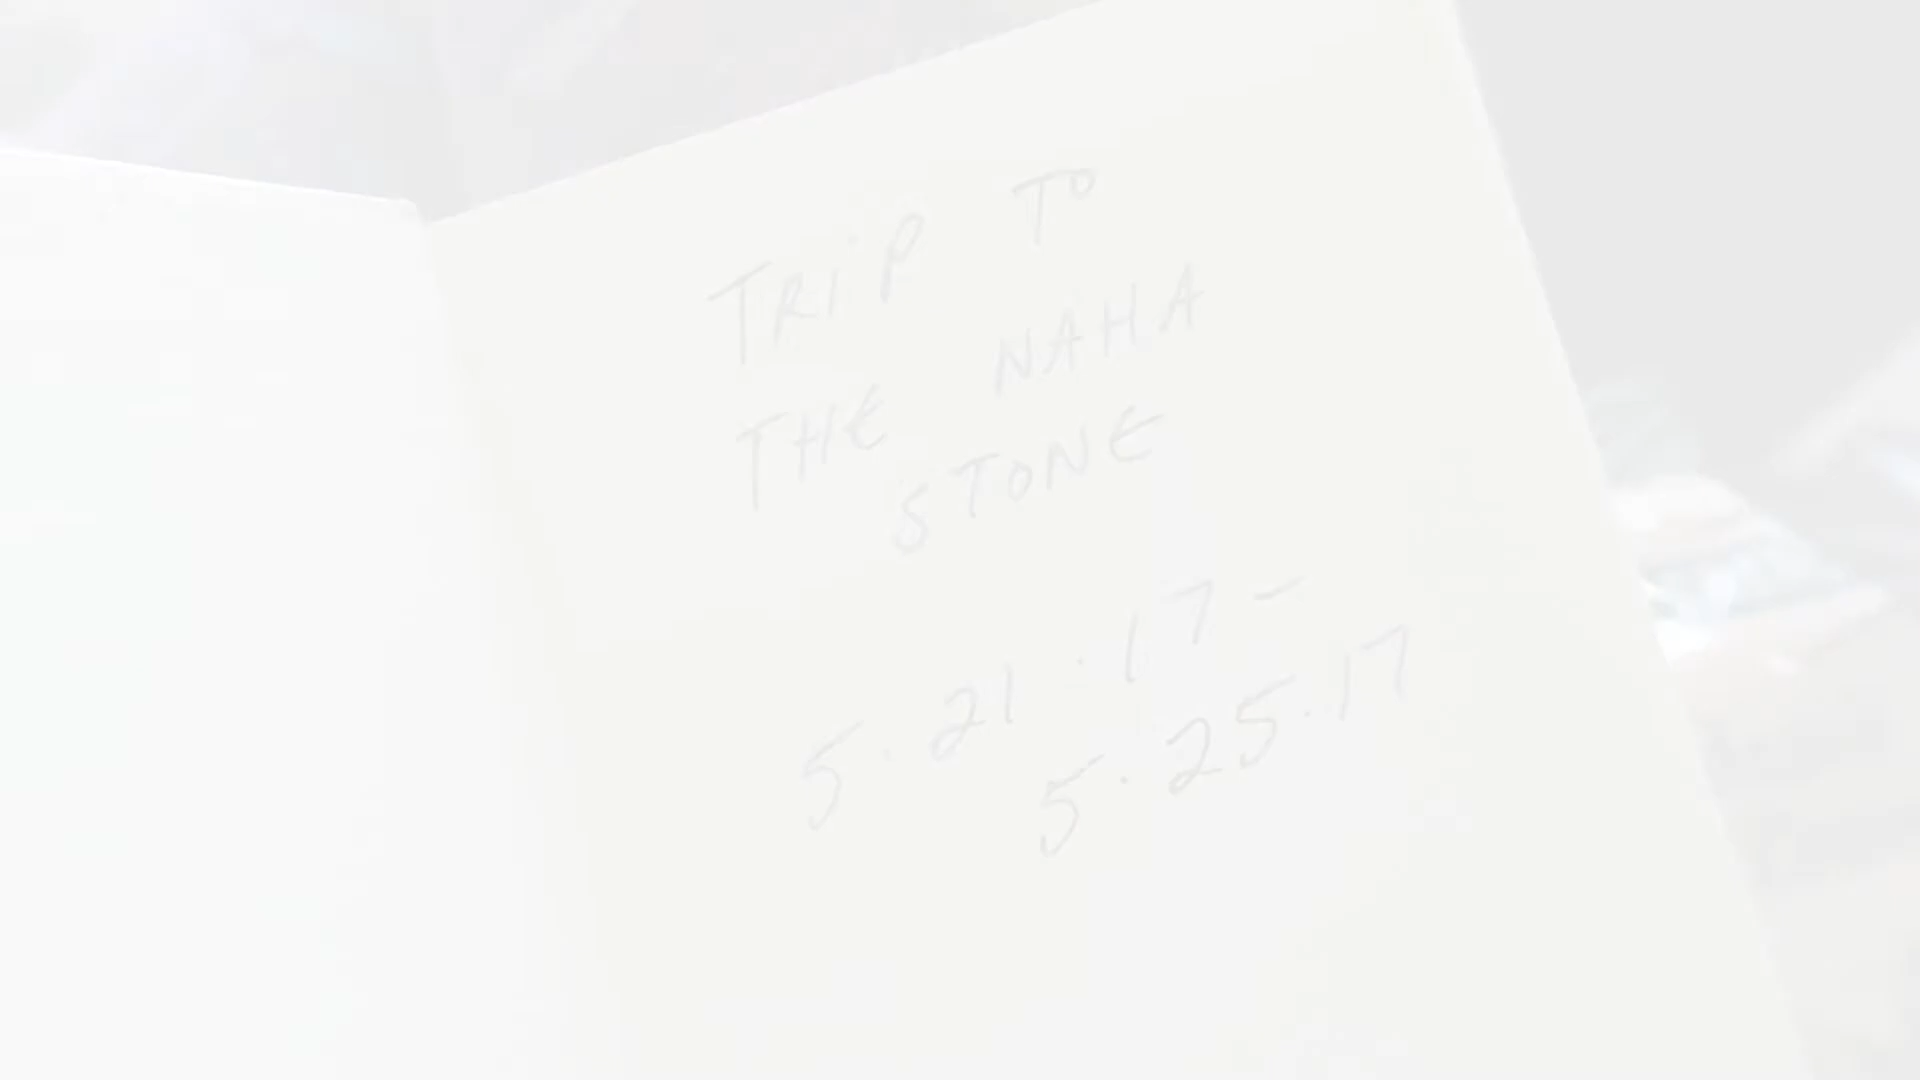 TRIP TO
THE NAHA
STONE
5.21.17-
5.25.17